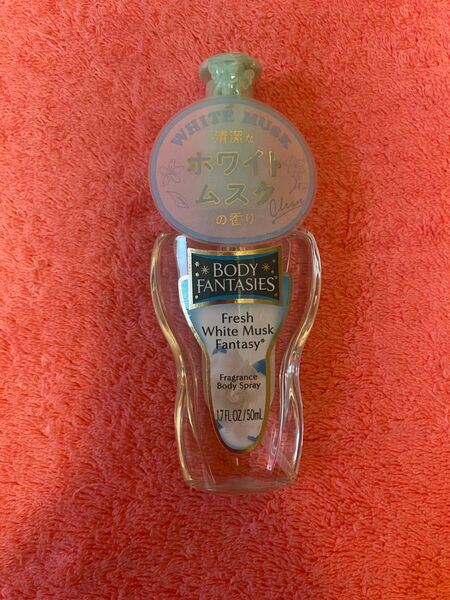 WHITE MUSK
清潔な
ホワイト
ムスク
の香り
Clean
BODY
FANTASIES®
Fresh
White Musk
Fantasy®
Fragrance
Body Spray
1.7 FL OZ/50mL